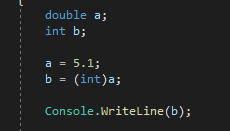 {
double a;
int b;
a = 5.1;
b = (int)a;
Console.WriteLine(b);